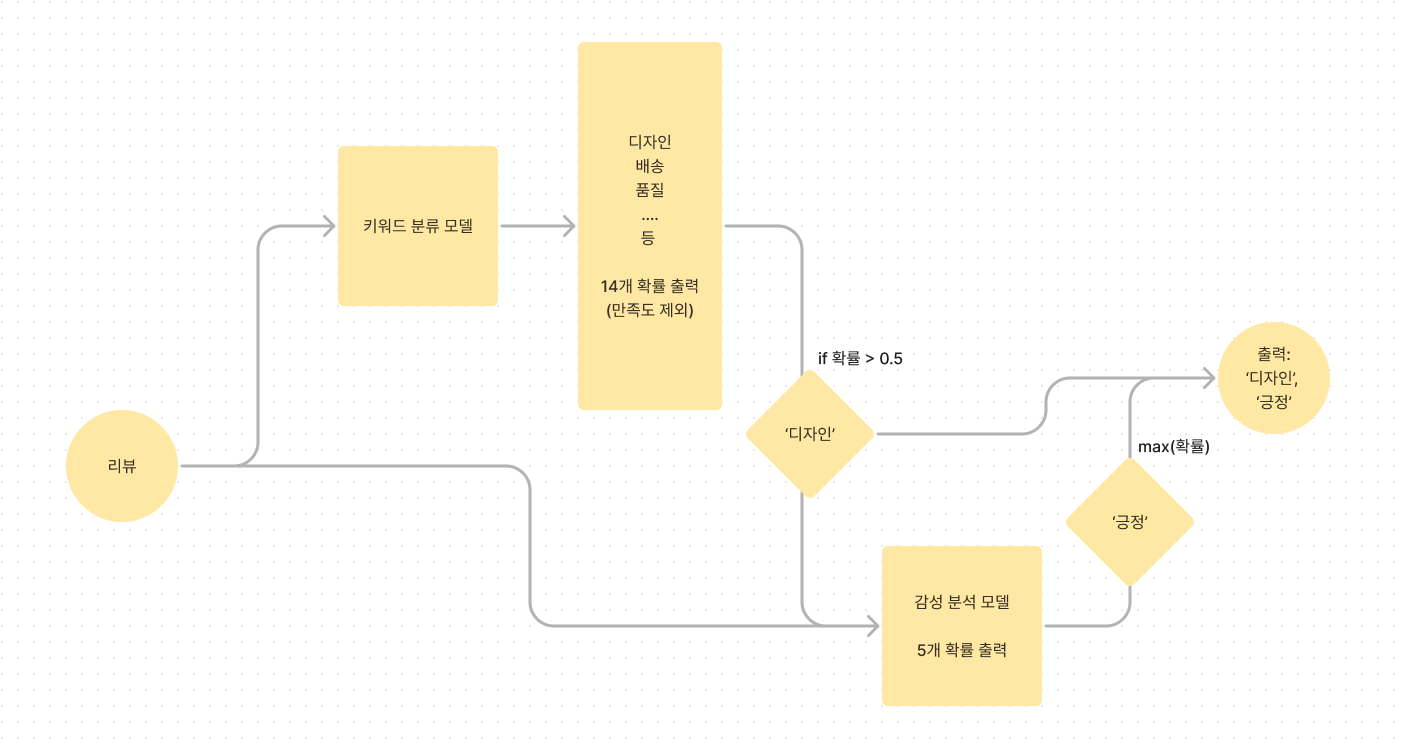 리뷰
키워드 분류 모델
디자인
배송
품질
....
등
14개 확률 출력
(만족도 제외)
if 확률 > 0.5
‘디자인’
감성 분석 모델
5개 확률 출력
‘긍정’
max(확률)
출력:
‘디자인’,
‘긍정’